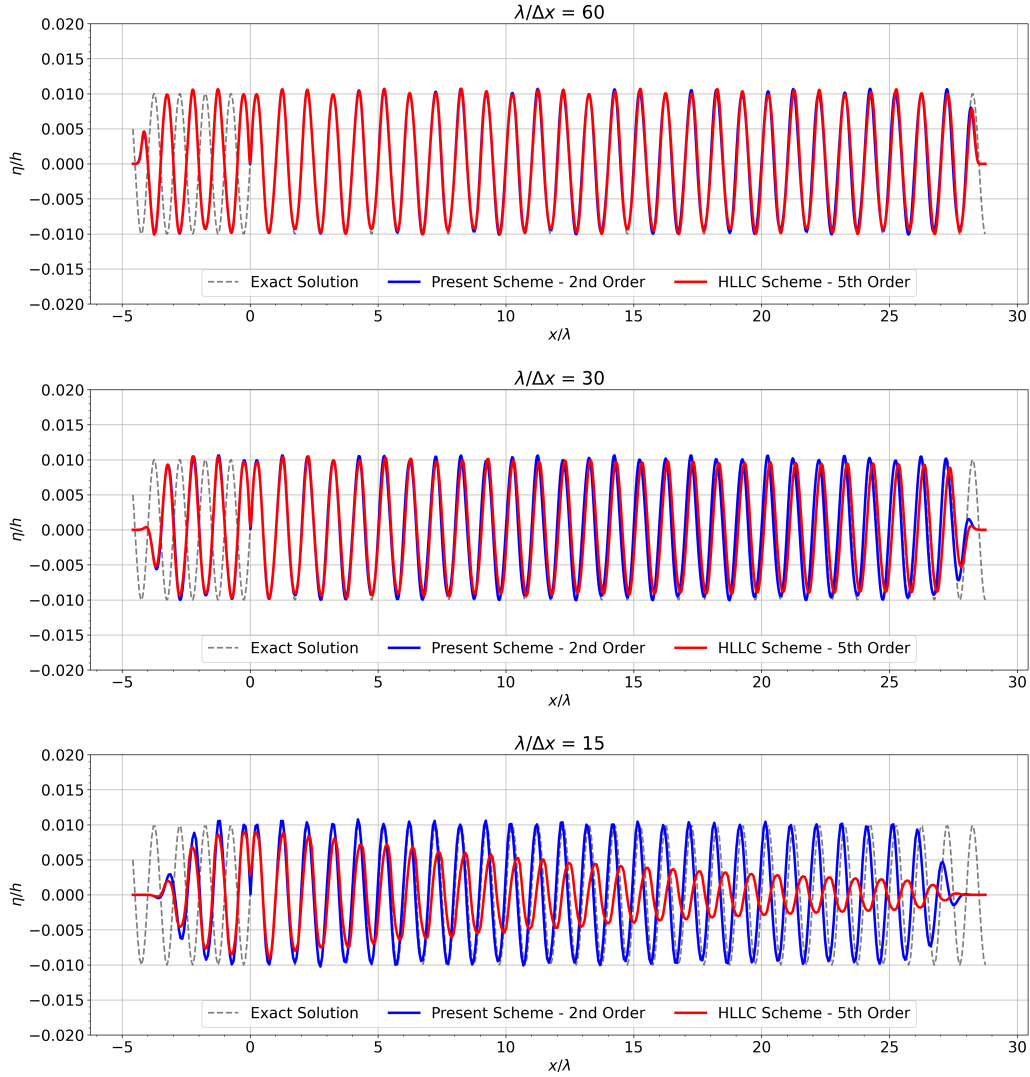 λ/Δx = 60
0.020
0.015
0.010
0.005
0.000
−0.005
−0.010
−0.015
−0.020
η/h
Exact Solution Present Scheme - 2nd Order HLLC Scheme - 5th Order
−5 0 5 10 15 20 25 30
x/λ
λ/Δx = 30
0.020
0.015
0.010
0.005
0.000
−0.005
−0.010
−0.015
−0.020
η/h
Exact Solution Present Scheme - 2nd Order HLLC Scheme - 5th Order
−5 0 5 10 15 20 25 30
x/λ
λ/Δx = 15
0.020
0.015
0.010
0.005
0.000
−0.005
−0.010
−0.015
−0.020
η/h
Exact Solution Present Scheme - 2nd Order HLLC Scheme - 5th Order
−5 0 5 10 15 20 25 30
x/λ